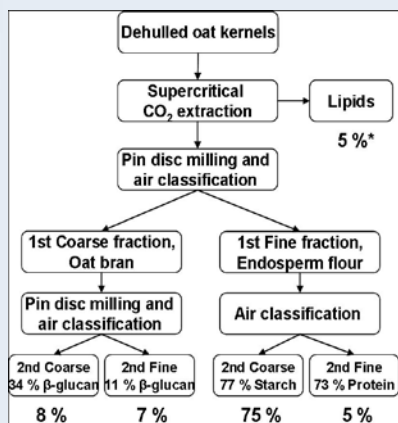 Dehulled oat kernels
Supercritical
CO₂ extraction
Lipids
5 %*
Pin disc milling and
air classification
1st Coarse fraction,
Oat bran
1st Fine fraction,
Endosperm flour
Pin disc milling and
air classification
Air classification
2nd Coarse
34 % β-glucan
2nd Fine
11 % β-glucan
2nd Coarse
77 % Starch
2nd Fine
73 % Protein
8 %
7 %
75 %
5 %